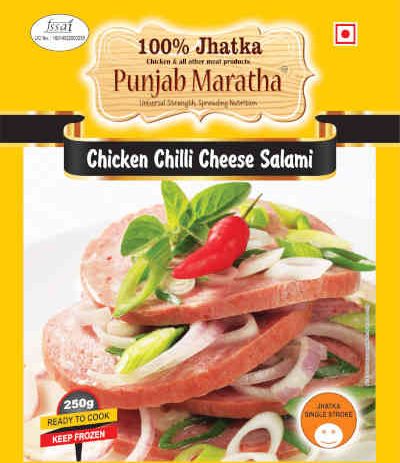 fssai
100% Jhatka
Chicken & all other meat products
Punjab Maratha
Universal Strength, Spreading Nutrition
Chicken Chilli Cheese Salami
250g
READY TO COOK
KEEP FROZEN
JHATKA
SINGLE STROKE